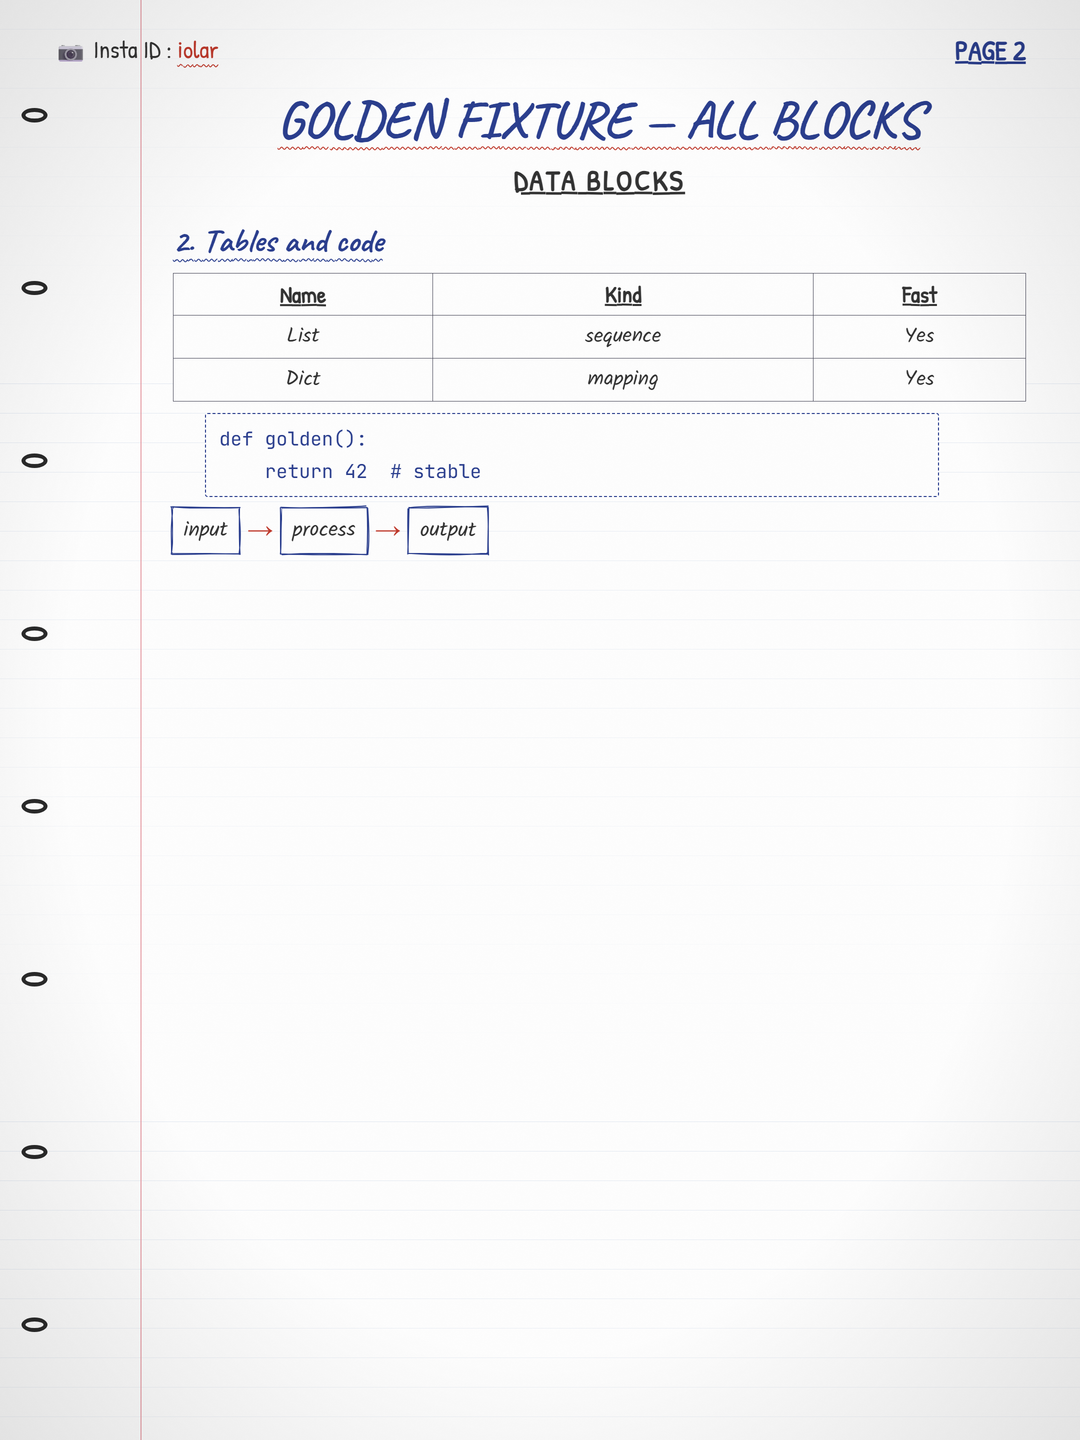 📷 Insta ID : iolar
PAGE 2
GOLDEN FIXTURE – ALL BLOCKS
DATA BLOCKS
2. Tables and code
Name Kind Fast
List sequence Yes
Dict mapping Yes
def golden():
    return 42  # stable
input → process → output